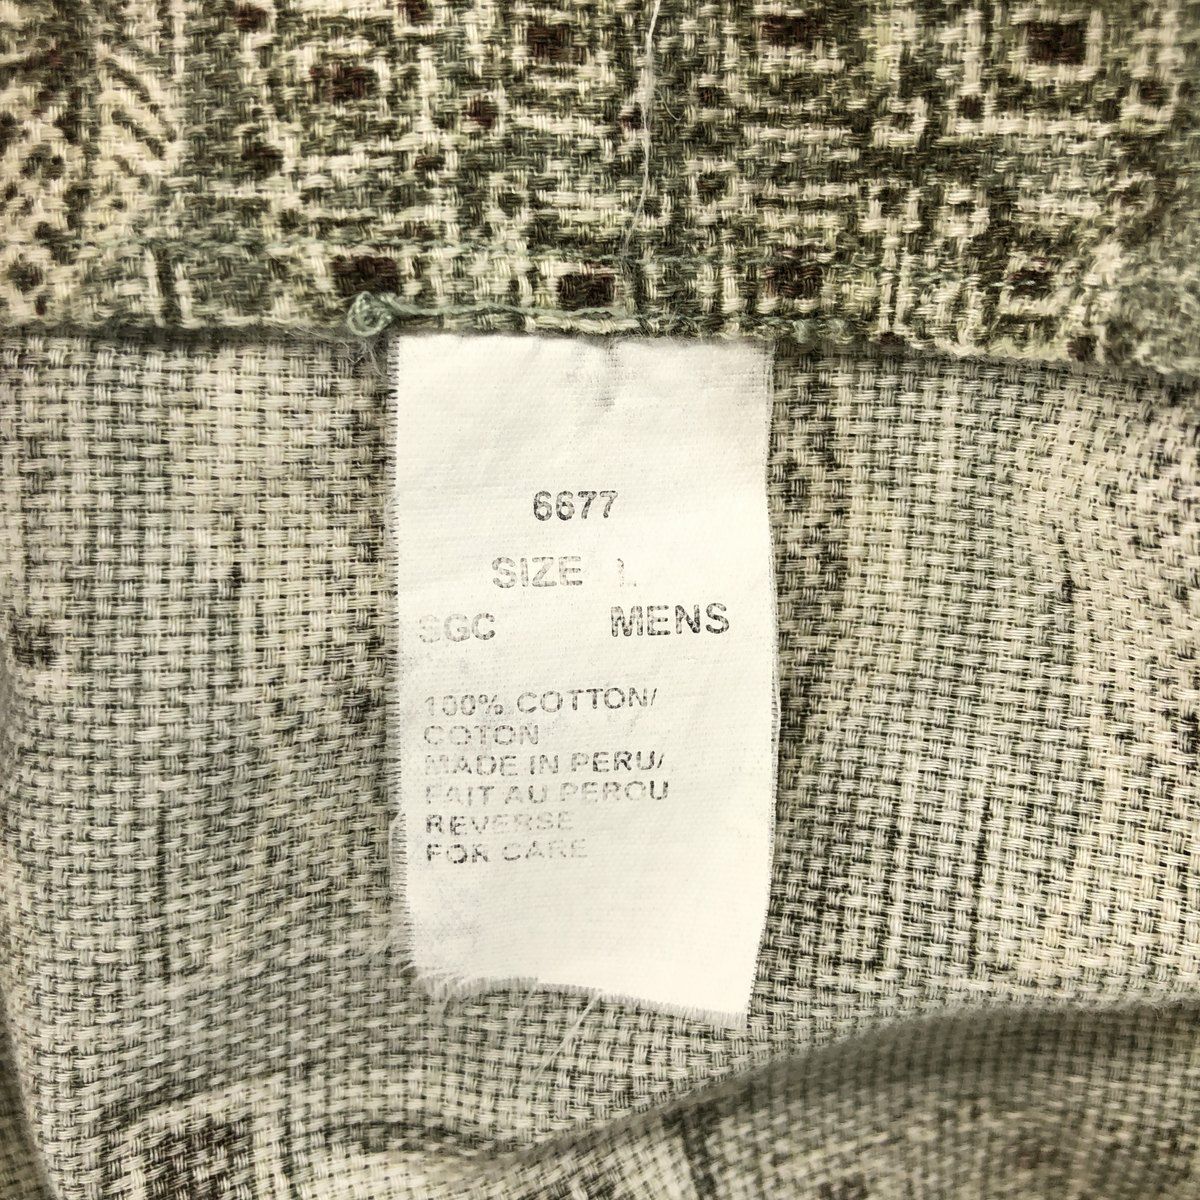 6677
SIZE L
SGC MENS
100% COTTON/
COTON
MADE IN PERU/
FAIT AU PEROU
REVERSE
FOR CARE